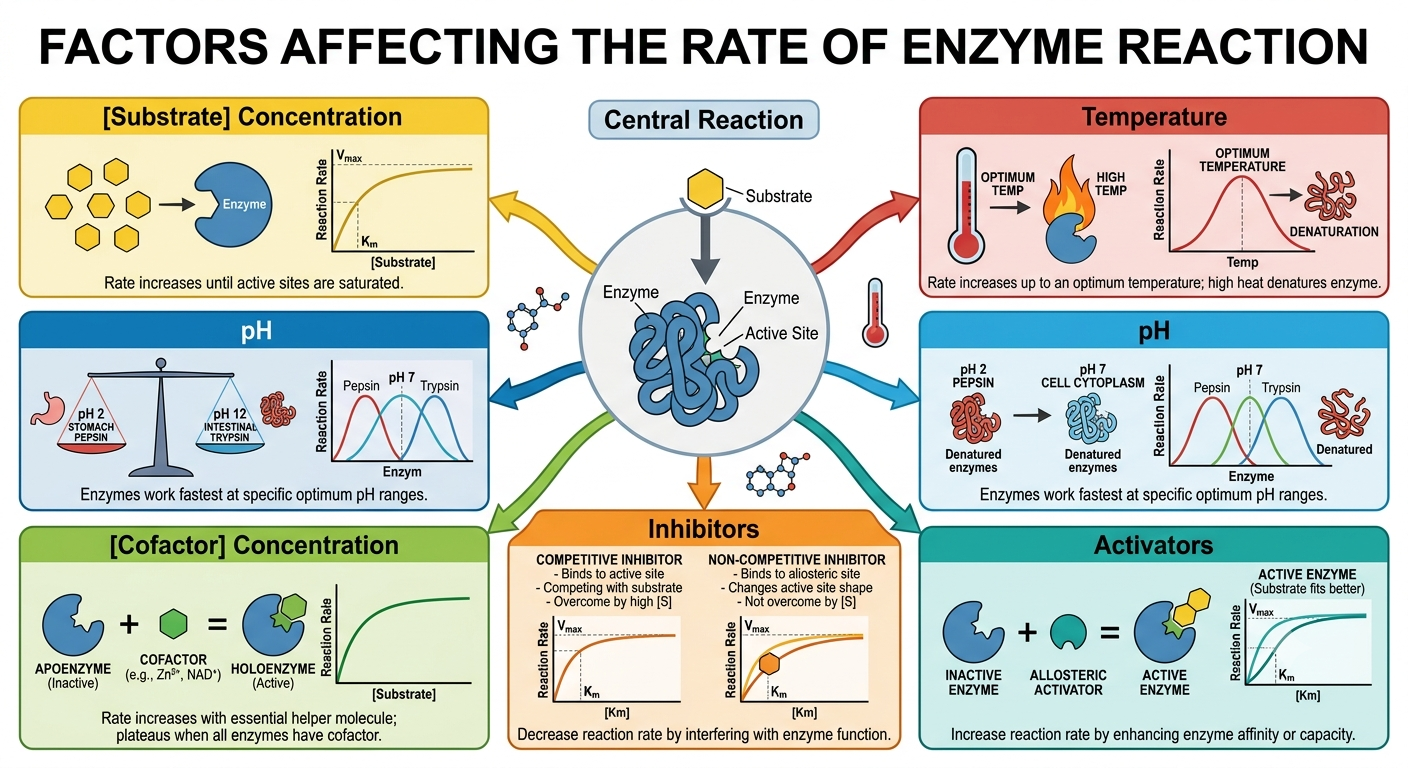 FACTORS AFFECTING THE RATE OF ENZYME REACTION
[Substrate] Concentration
Enzyme
Reaction Rate
Vmax
Km
[Substrate]
Rate increases until active sites are saturated.
Central Reaction
Substrate
Enzyme
Enzyme
Active Site
Temperature
OPTIMUM
TEMP
HIGH
TEMP
Reaction Rate
OPTIMUM
TEMPERATURE
DENATURATION
Temp
Rate increases up to an optimum temperature; high heat denatures enzyme.
pH
pH 2
STOMACH
PEPSIN
pH 12
INTESTINAL
TRYPSIN
Reaction Rate
Pepsin
pH 7
Trypsin
Enzym
Enzymes work fastest at specific optimum pH ranges.
pH
pH 2
PEPSIN
pH 7
CELL CYTOPLASM
Denatured
enzymes
Denatured
enzymes
Reaction Rate
Pepsin
pH 7
Trypsin
Denatured
Enzyme
Enzymes work fastest at specific optimum pH ranges.
[Cofactor] Concentration
+
=
APOENZYME
(Inactive)
COFACTOR
(e.g., Zn, NAD⁺)
HOLOENZYME
(Active)
Reaction Rate
[Substrate]
Rate increases with essential helper molecule;
plateaus when all enzymes have cofactor.
Inhibitors
COMPETITIVE INHIBITOR
- Binds to active site
- Competing with substrate
- Overcome by high [S]
Reaction Rate
Vmax
Km
[Km]
NON-COMPETITIVE INHIBITOR
- Binds to aliosteric site
- Changes active site shape
- Not overcome by [S]
Reaction Rate
Vmax
Km
[Km]
Decrease reaction rate by interfering with enzyme function.
Activators
+
=
INACTIVE
ENZYME
ALLOSTERIC
ACTIVATOR
ACTIVE
ENZYME
ACTIVE ENZYME
(Substrate fits better)
Reaction Rate
Vmax
Km
[Km]
Increase reaction rate by enhancing enzyme affinity or capacity.